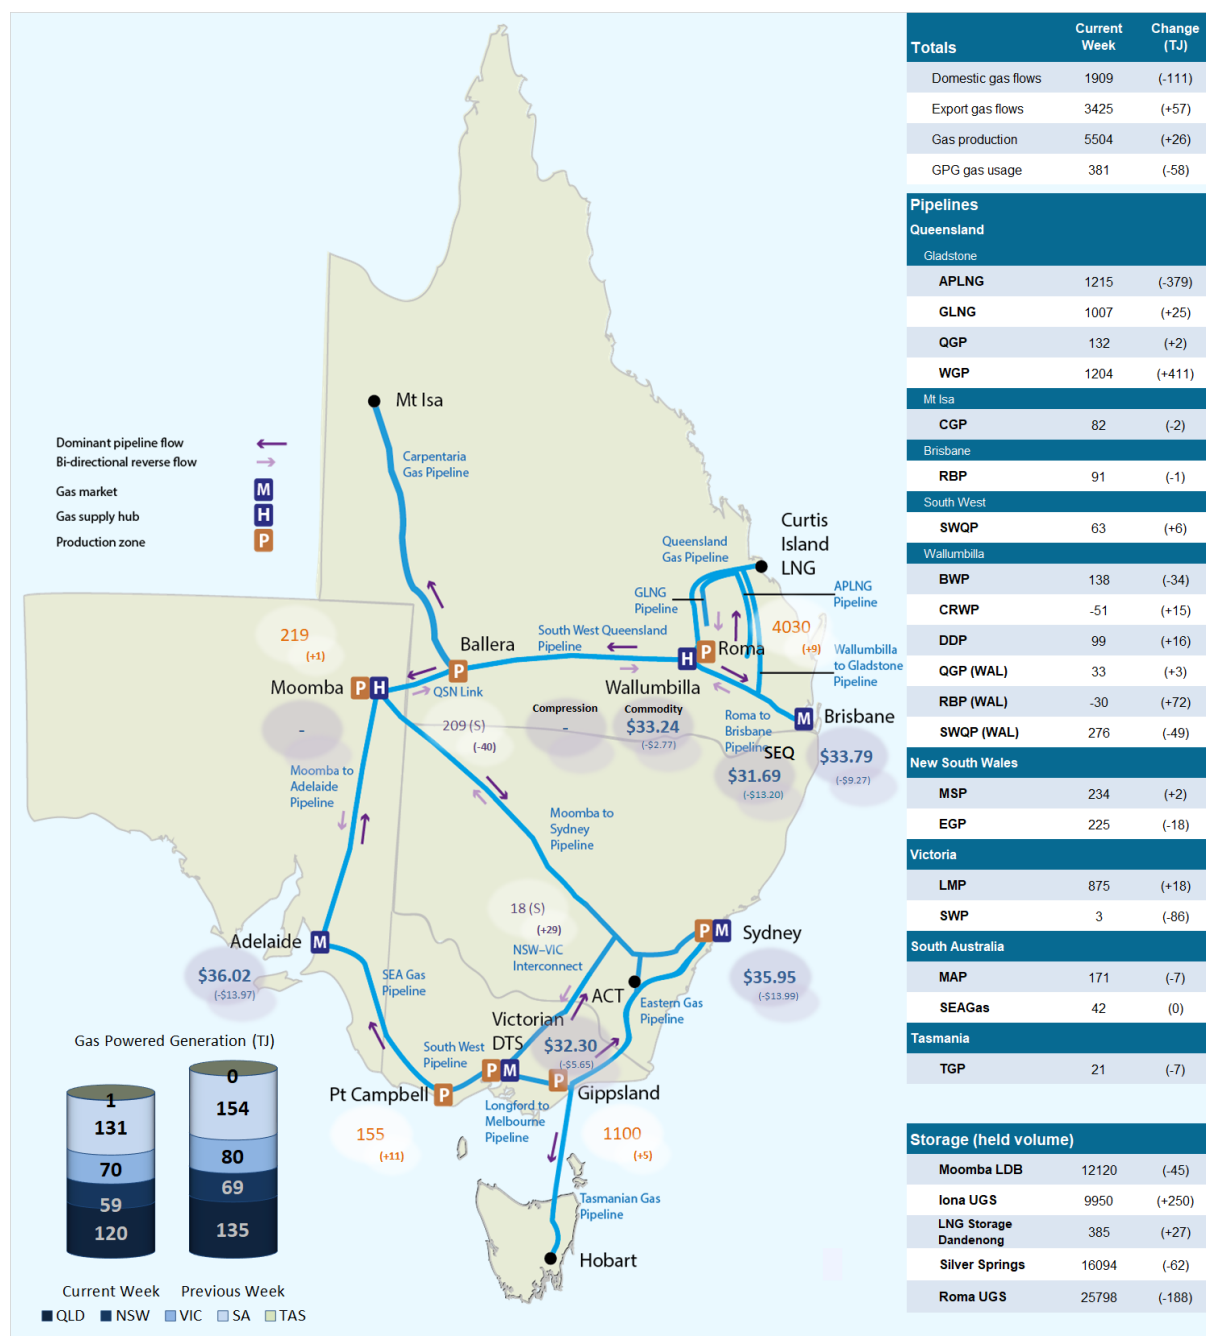 Mt Isa
Dominant pipeline flow
Bi-directional reverse flow
Gas market M
Gas supply hub H
Production zone P
Carpentaria
Gas Pipeline
Curtis
Island
LNG
Queensland
Gas Pipeline
GLNG
Pipeline
APLNG
Pipeline
4030
(+9)
219
(+1)
Ballera
South West Queensland
Pipeline
H P Roma
Wallumbilla
to Gladstone
Pipeline
Moomba P H
P
QSN Link
Wallumbilla
-
209 (S)
(-40)
Compression
-
Commodity
$33.24
(-$2.77)
Roma to
Brisbane
Pipeline
M Brisbane
SEQ
$31.69
(-$13.20)
$33.79
(-$9.27)
Moomba to
Adelaide
Pipeline
Moomba to
Sydney
Pipeline
18 (S)
(+29)
NSW–VIC
Interconnect
P M Sydney
$35.95
(-$13.99)
Adelaide M
$36.02
(-$13.97)
SEA Gas
Pipeline
ACT
Eastern Gas
Pipeline
Victorian
DTS
$32.30
(-$5.65)
South West
Pipeline
P M
P
Gippsland
Pt Campbell P
155
(+11)
Longford to
Melbourne
Pipeline
1100
(+5)
Tasmanian Gas
Pipeline
Hobart
Gas Powered Generation (TJ)
1
131
70
59
120
0
154
80
69
135
Current Week Previous Week
QLD NSW VIC SA TAS
Totals Current Week Change (TJ)
Domestic gas flows 1909 (-111)
Export gas flows 3425 (+57)
Gas production 5504 (+26)
GPG gas usage 381 (-58)
Pipelines
Queensland
Gladstone
APLNG 1215 (-379)
GLNG 1007 (+25)
QGP 132 (+2)
WGP 1204 (+411)
Mt Isa
CGP 82 (-2)
Brisbane
RBP 91 (-1)
South West
SWQP 63 (+6)
Wallumbilla
BWP 138 (-34)
CRWP -51 (+15)
DDP 99 (+16)
QGP (WAL) 33 (+3)
RBP (WAL) -30 (+72)
SWQP (WAL) 276 (-49)
New South Wales
MSP 234 (+2)
EGP 225 (-18)
Victoria
LMP 875 (+18)
SWP 3 (-86)
South Australia
MAP 171 (-7)
SEAGas 42 (0)
Tasmania
TGP 21 (-7)
Storage (held volume)
Moomba LDB 12120 (-45)
Iona UGS 9950 (+250)
LNG Storage
Dandenong 385 (+27)
Silver Springs 16094 (-62)
Roma UGS 25798 (-188)